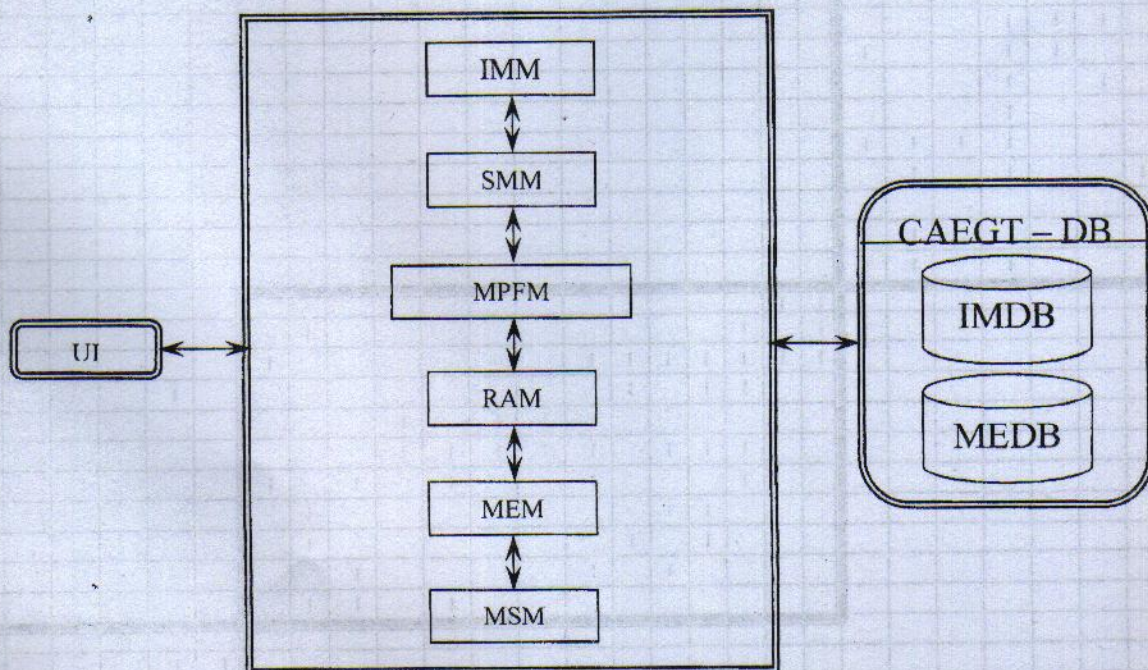 IMM
SMM
MPFM
UI
RAM
MEM
MSM
CAEGT – DB
IMDB
MEDB